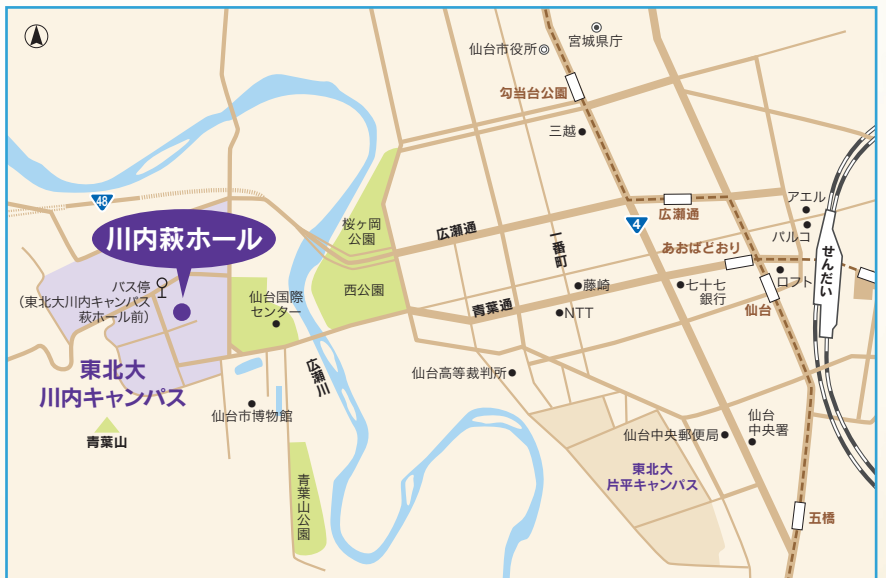 宮城県庁
仙台市役所
勾当台公園
三越
48
桜ヶ岡
公園
広瀬通
一番町
4
広瀬通
アエル
パルコ
川内萩ホール
あおばどおり
せんだい
バス停
(東北大川内キャンパス
萩ホール前)
仙台国際
センター
西公園
青葉通
藤崎
NTT
七十七
銀行
ロフト
仙台
東北大
川内キャンパス
広瀬川
仙台高等裁判所
仙台市博物館
青葉山
仙台中央郵便局
仙台
中央署
東北大
片平キャンパス
青葉山公園
五橋